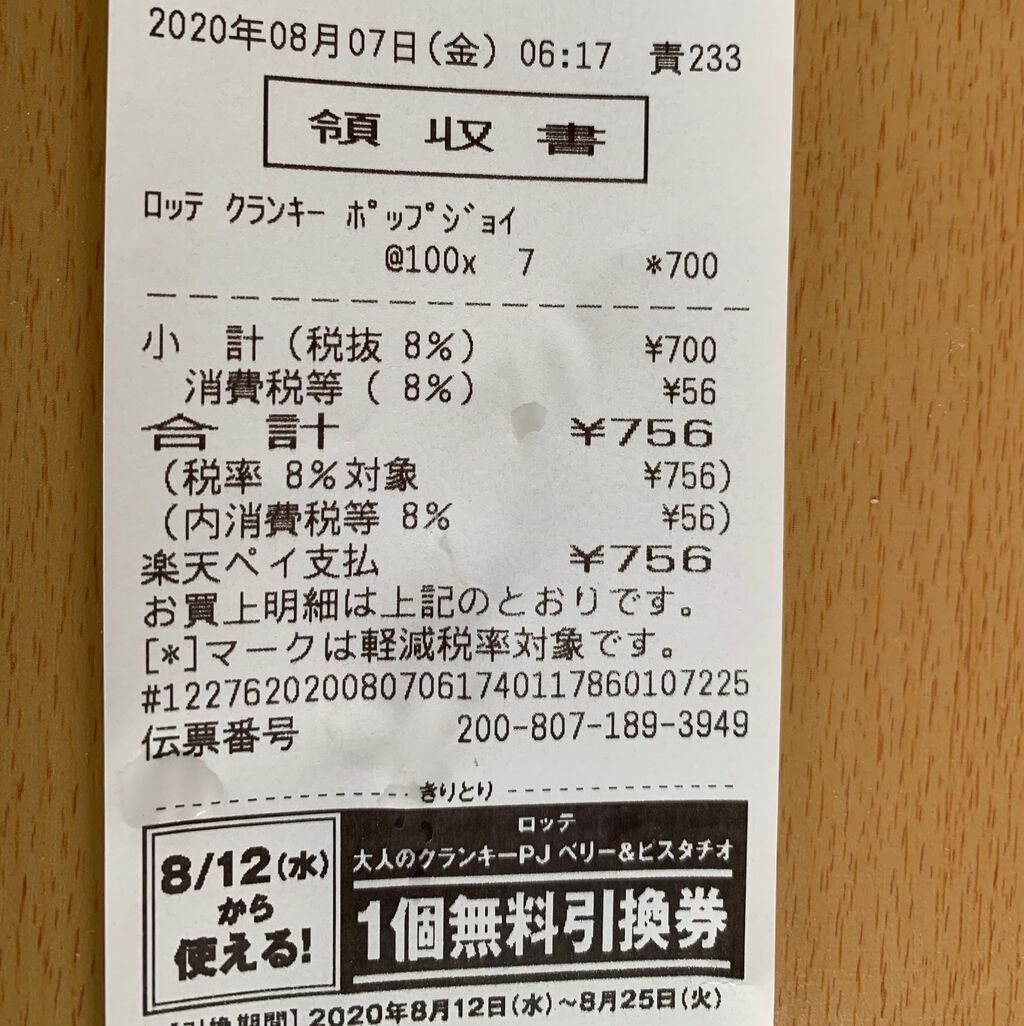 2020年08月07日(金) 06:17 責233
領収書
ロッテ クランキー ポップジョイ
@100x 7 *700
小 計(税抜 8%) ¥700
消費税等( 8%) ¥56
合 計 ¥756
(税率 8%対象 ¥756)
(内消費税等 8% ¥56)
楽天ペイ支払 ¥756
お買上明細は上記のとおりです。
[*]マークは軽減税率対象です。
#122762020080706174011786010​7225
伝票番号 200-807-189-3949
きりとり
8/12(水)
から
使える!
ロッテ
大人のクランキーPJ ベリー&ピスタチオ
1個無料引換券
【引換期間】2020年8月12日(水)~8月25日(火)